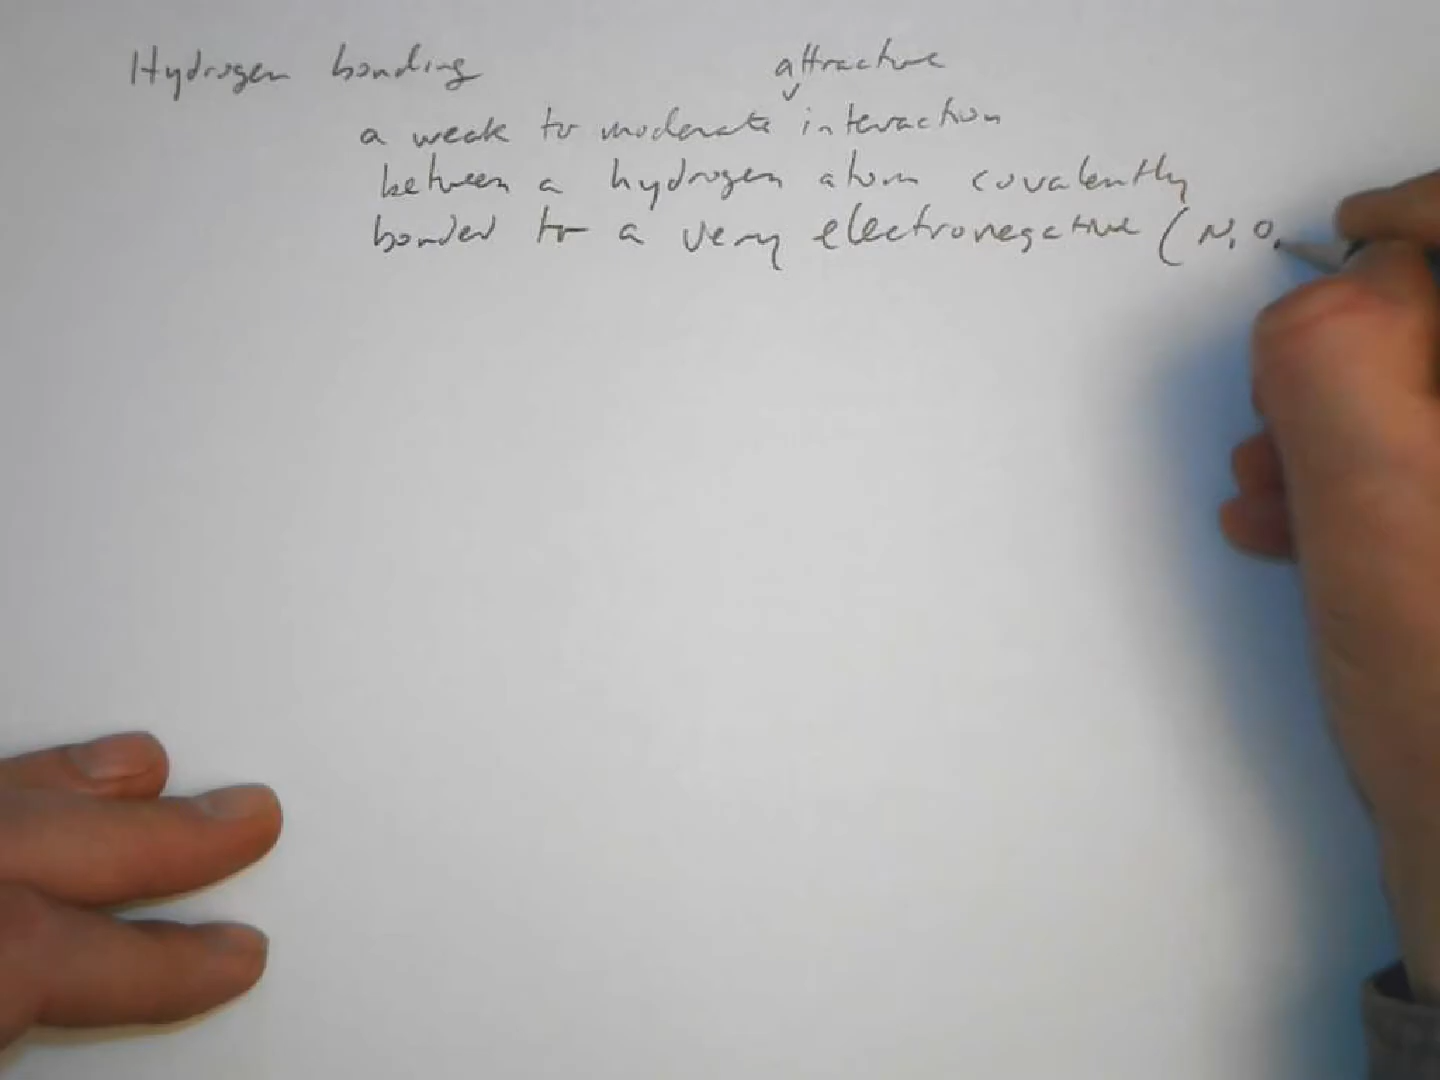 Hydrogen bonding
attractive
a weak to moderate interaction
between a hydrogen atom covalently
bonded to a very electronegative (N, O,